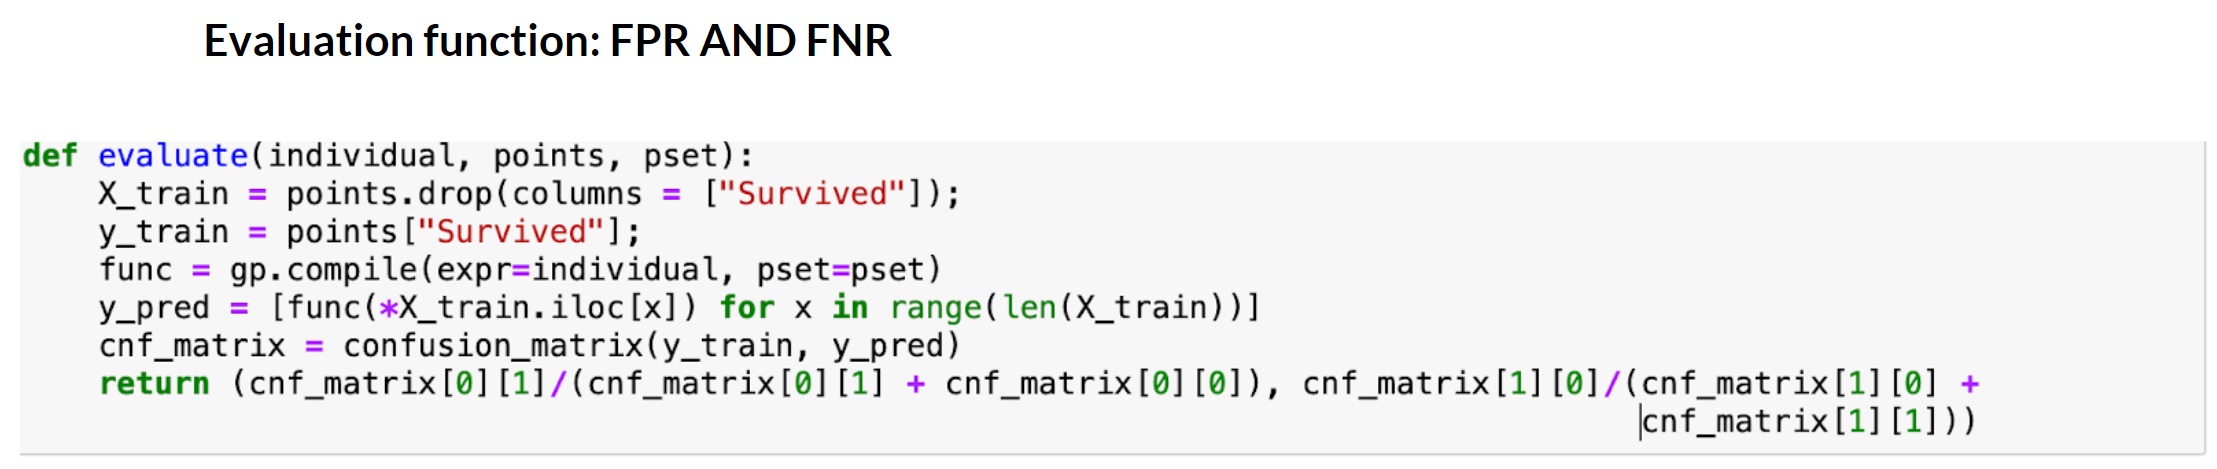 Evaluation function: FPR AND FNR
def evaluate(individual, points, pset):
    X_train = points.drop(columns = ["Survived"]);
    y_train = points["Survived"];
    func = gp.compile(expr=individual, pset=pset)
    y_pred = [func(*X_train.iloc[x]) for x in range(len(X_train))]
    cnf_matrix = confusion_matrix(y_train, y_pred)
    return (cnf_matrix[0][1]/(cnf_matrix[0][1] + cnf_matrix[0][0]), cnf_matrix[1][0]/(cnf_matrix[1][0] +
cnf_matrix[1][1]))